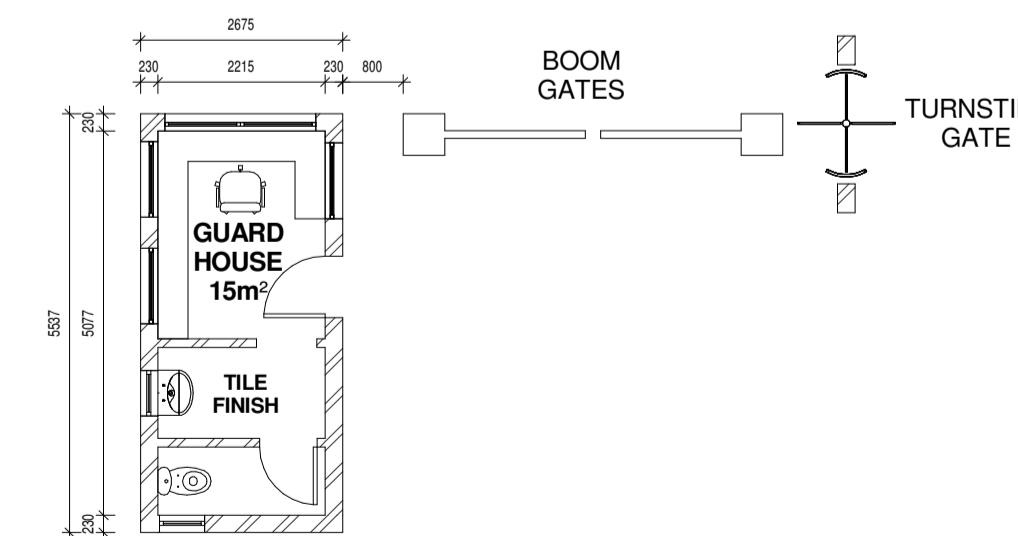 2675
230
2215
230
800
BOOM
GATES
GATE
230
5537
5077
230
GUARD
HOUSE
15m²
TILE
FINISH